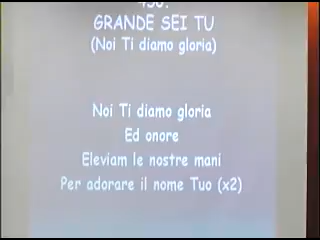 GRANDE SEI TU
(Noi Ti diamo gloria)
Noi Ti diamo gloria
Ed onore
Eleviam le nostre mani
Per adorare il nome Tuo (x2)